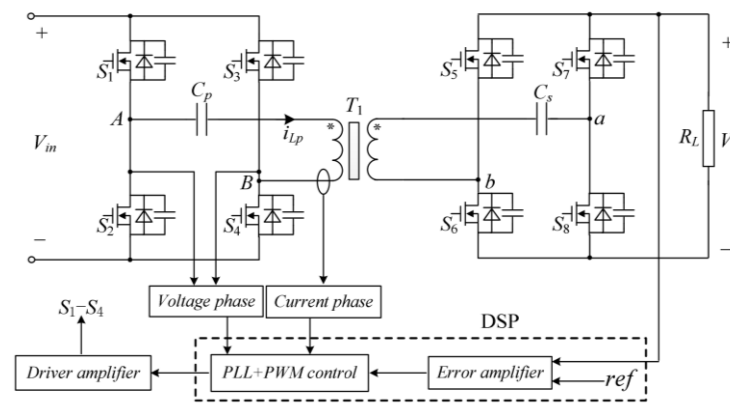 +
+
S1
S3
S5
S7
Cp
T1
Cs
*
*
A
a
iLp
Vin
RL
V
B
b
S2
S4
S6
S8
−
−
Voltage phase
Current phase
S1−S4
DSP
Driver amplifier
PLL+PWM control
Error amplifier
ref